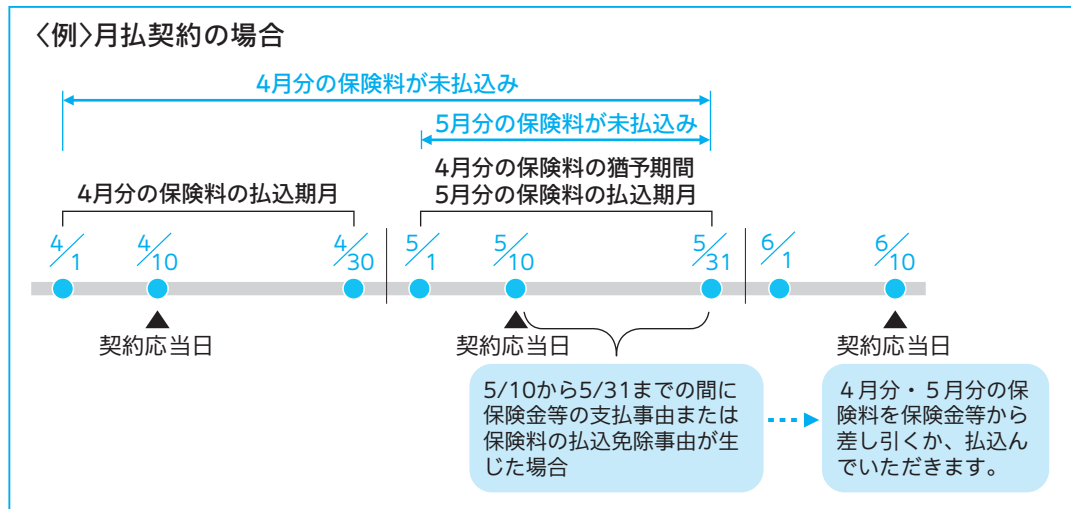 〈例〉月払契約の場合
4月分の保険料が未払込み
5月分の保険料が未払込み
4月分の保険料の払込期月
4月分の保険料の猶予期間
5月分の保険料の払込期月
4/1
4/10
4/30
5/1
5/10
5/31
6/1
6/10
契約応当日
契約応当日
契約応当日
5/10から5/31までの間に
保険金等の支払事由または
保険料の払込免除事由が生
じた場合
4月分・5月分の保
険料を保険金等から
差し引くか、払込ん
でいただきます。